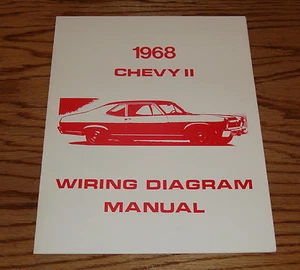 1968
CHEVY II
WIRING DIAGRAM
MANUAL